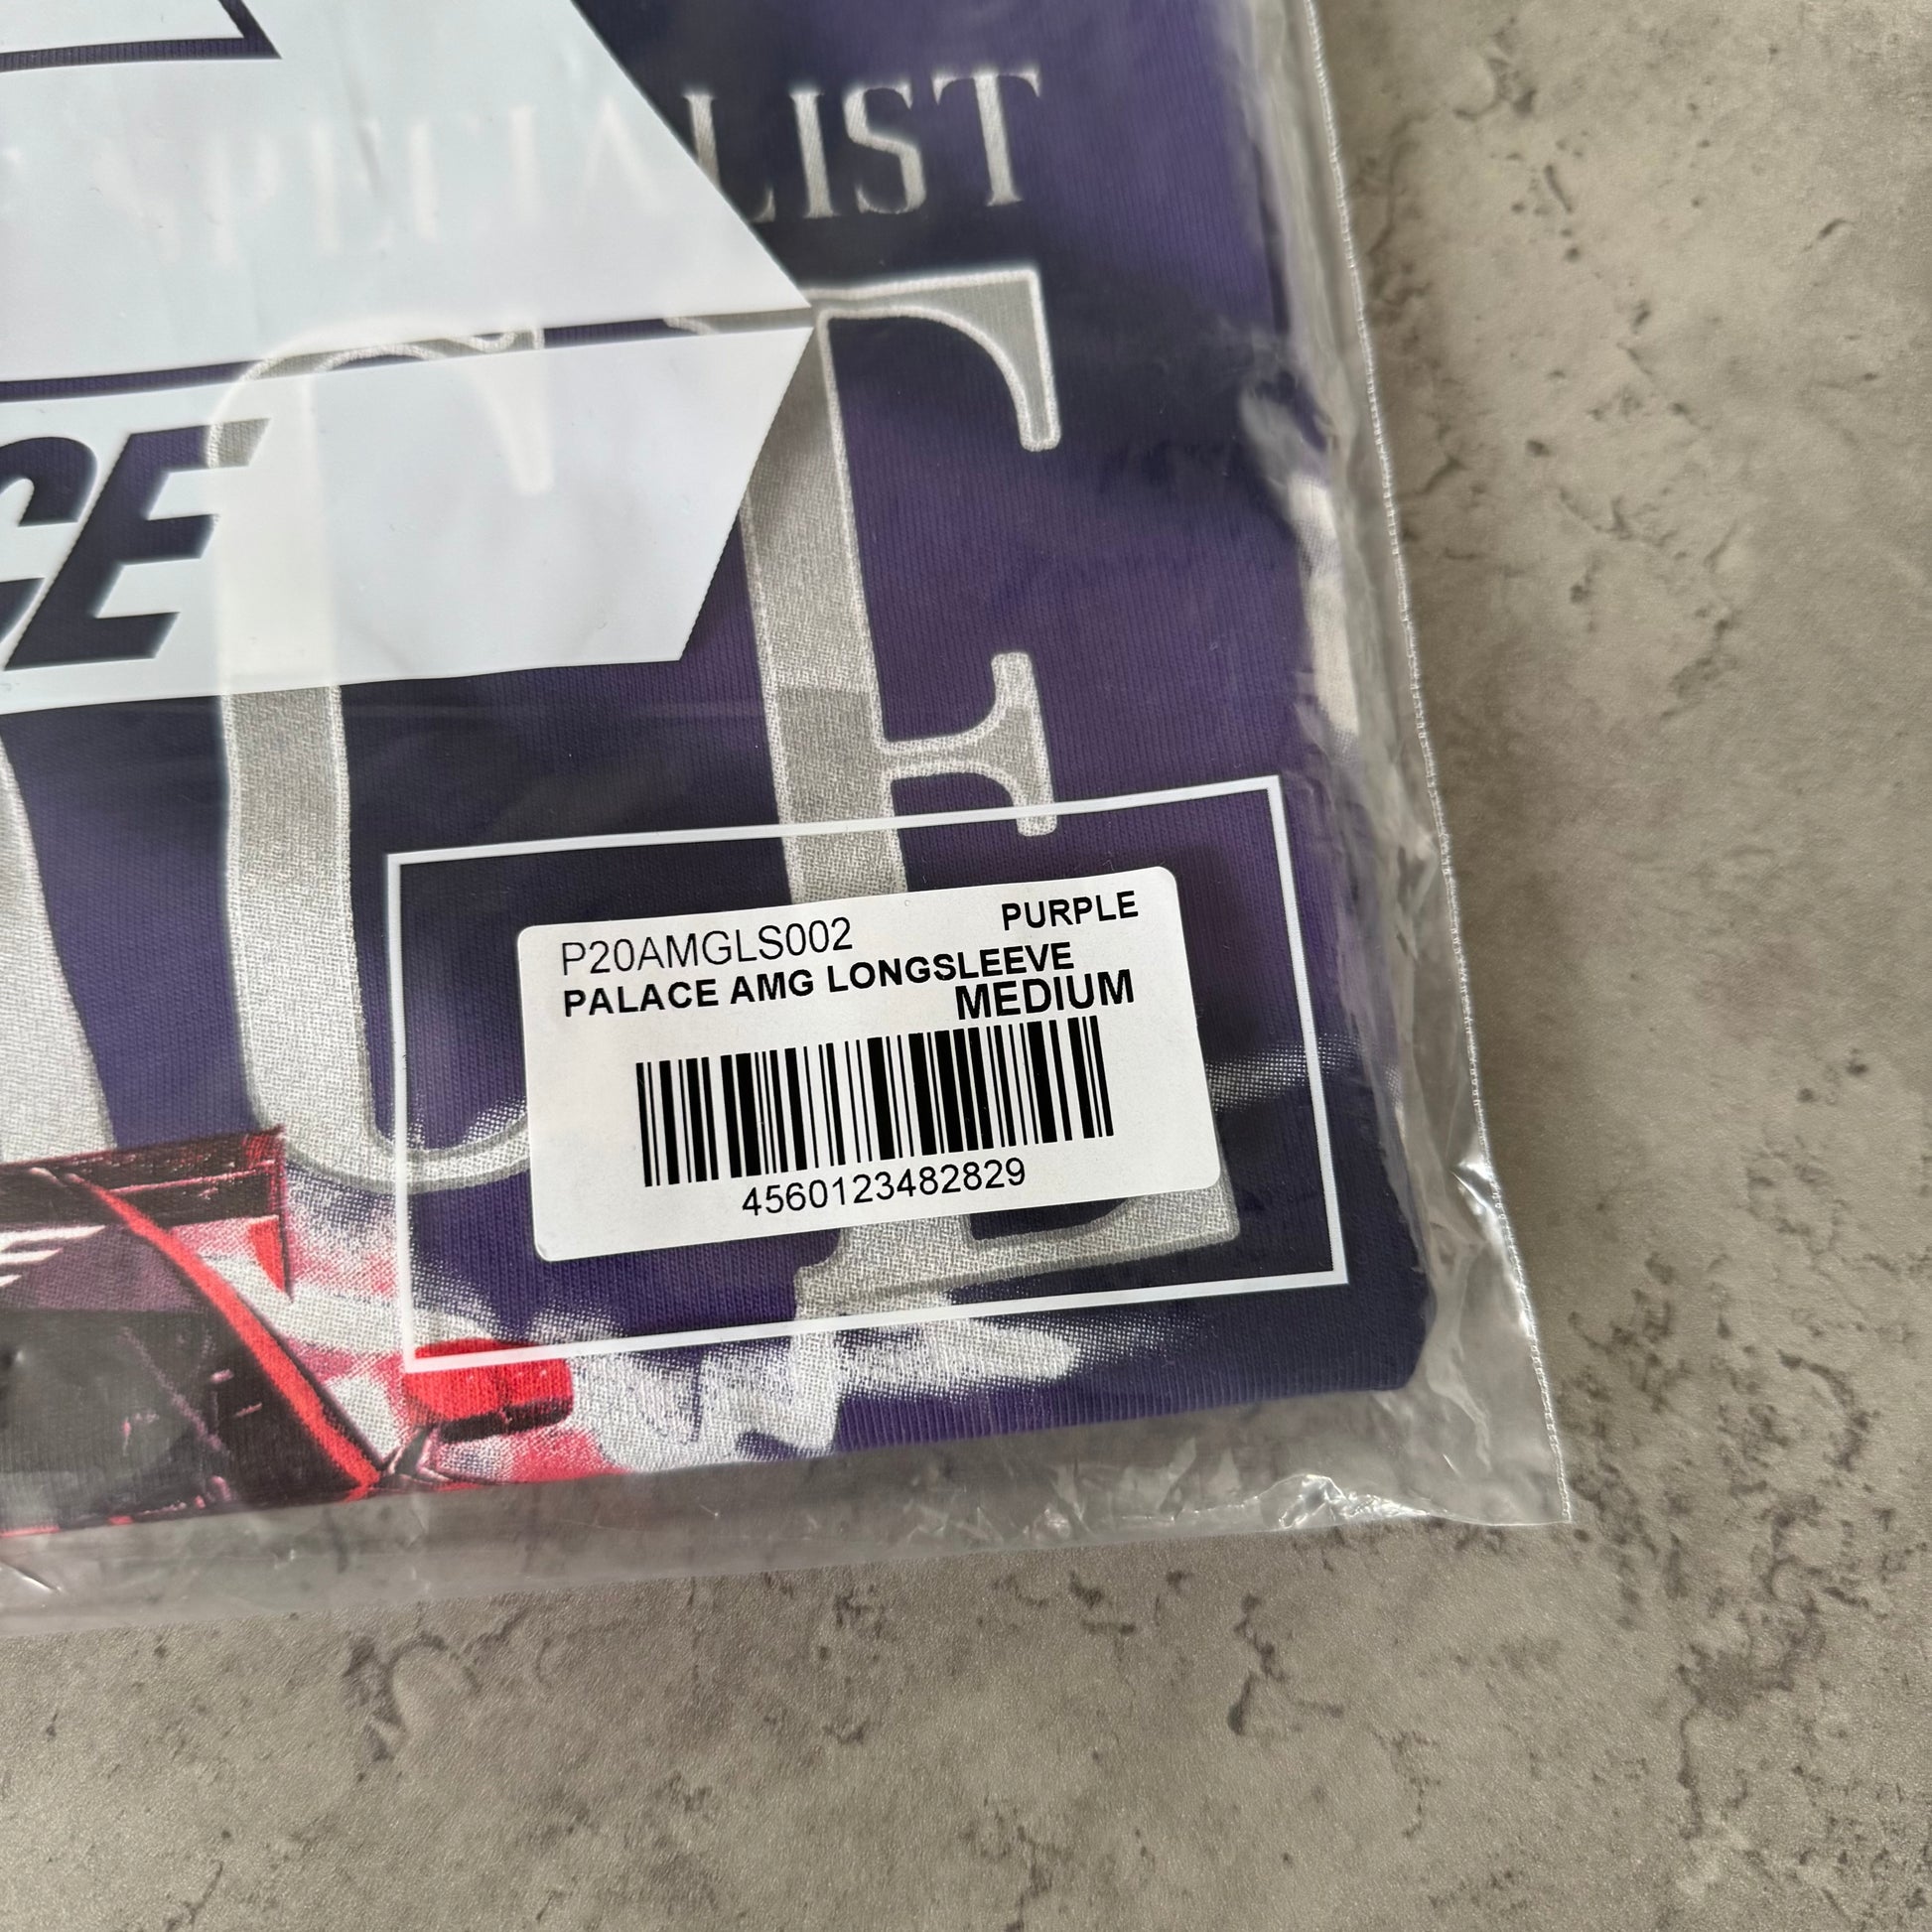 SPECIALIST
CE
P20AMGLS002 PURPLE
PALACE AMG LONGSLEEVE
MEDIUM
4560123482829